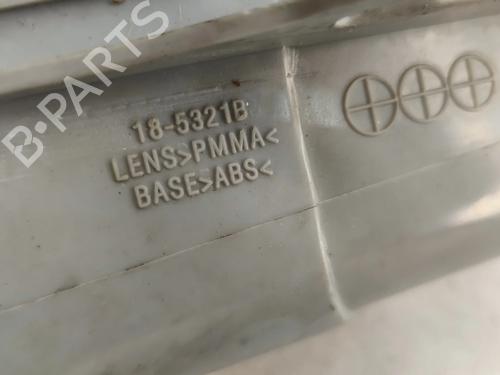 18-5321B
LENS>PMMA<
BASE>ABS<
B-PARTS